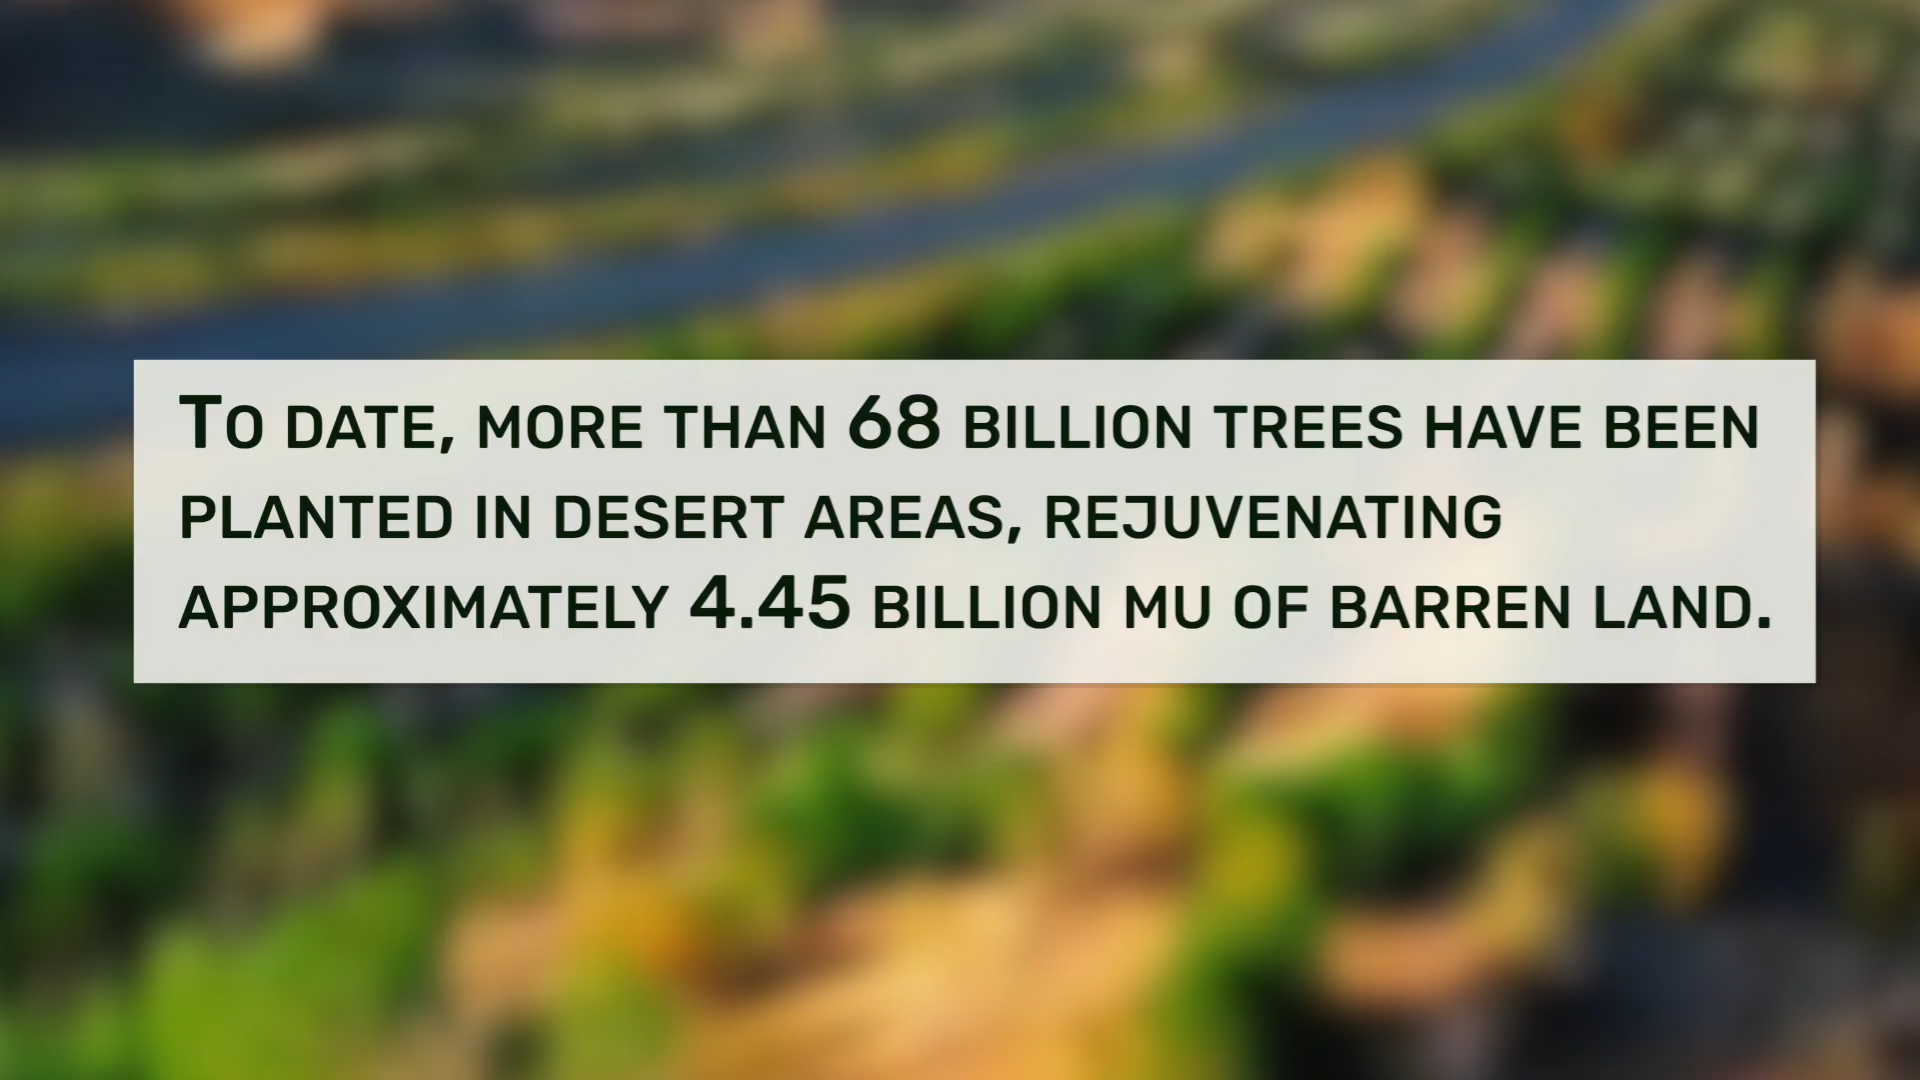 To date, more than 68 billion trees have been
planted in desert areas, rejuvenating
approximately 4.45 billion mu of barren land.